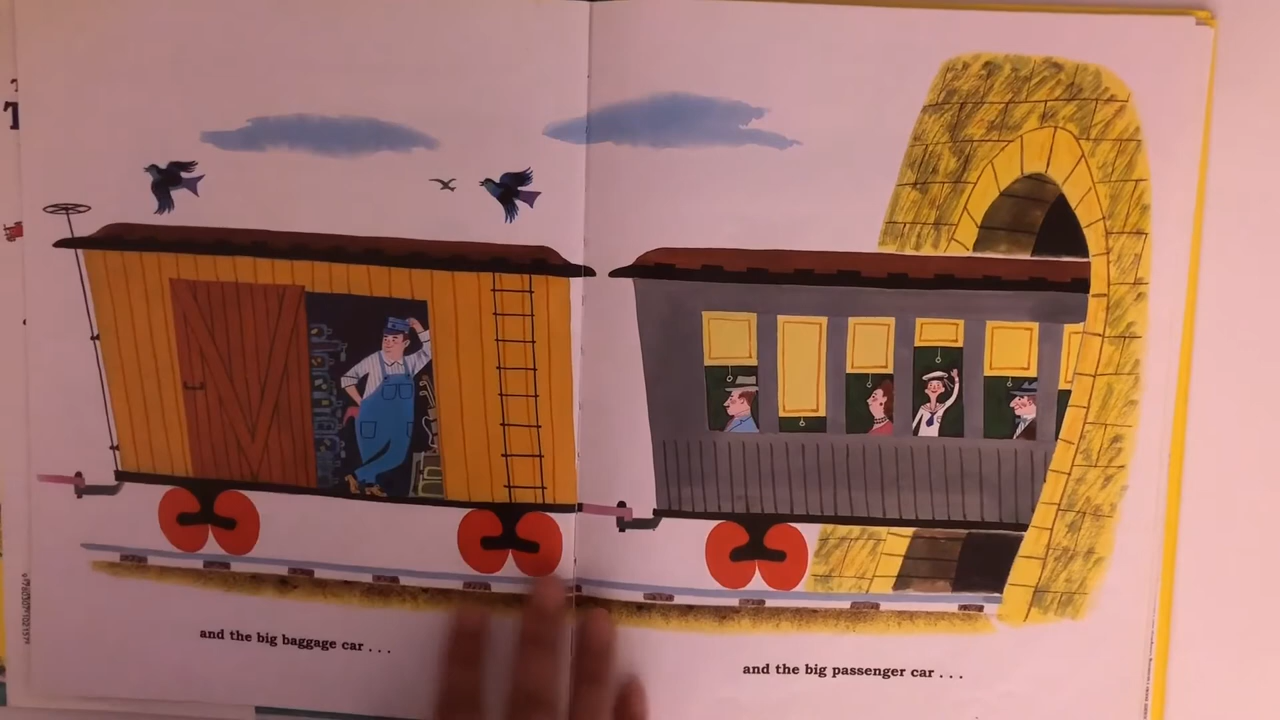 and the big baggage car . . .
and the big passenger car . . .